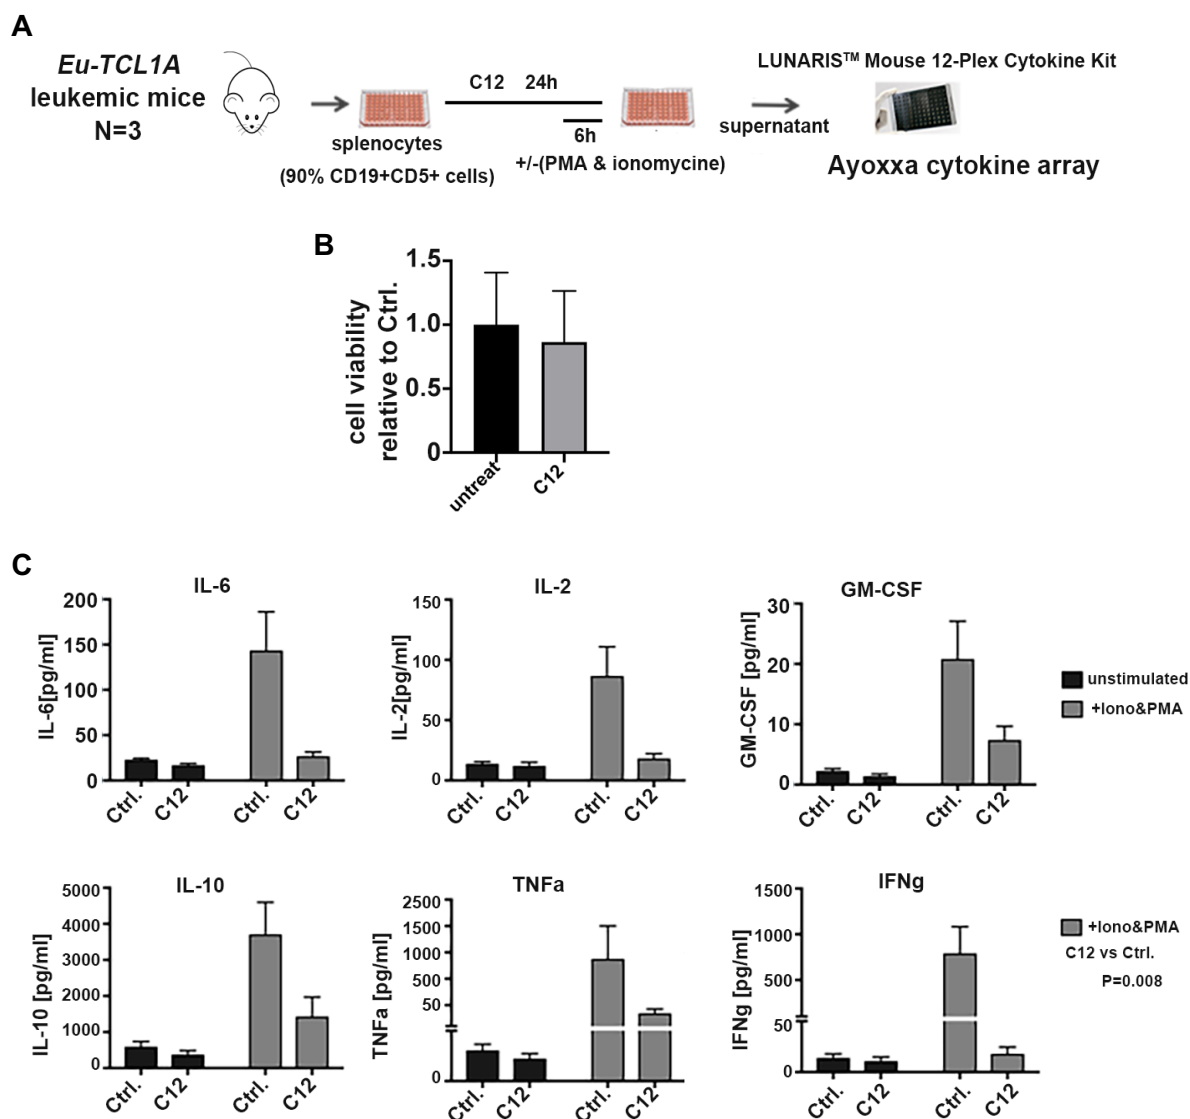 A
Eu-TCL1A
leukemic mice
N=3
splenocytes
(90% CD19+CD5+ cells)
C12 24h
6h
+/-(PMA & ionomycine)
supernatant
LUNARIS™ Mouse 12-Plex Cytokine Kit
Ayoxxa cytokine array
B
cell viability
relative to Ctrl.
1.5
1.0
0.5
0
untreat
C12
C
IL-6
IL-6[pg/ml]
200
150
100
50
0
Ctrl.
C12
Ctrl.
C12
IL-2
IL-2[pg/ml]
150
100
50
0
Ctrl.
C12
Ctrl.
C12
GM-CSF
GM-CSF [pg/ml]
30
20
10
0
Ctrl.
C12
Ctrl.
C12
unstimulated
+Iono&PMA
IL-10
IL-10 [pg/ml]
5000
4000
3000
2000
1000
0
Ctrl.
C12
Ctrl.
C12
TNFa
TNFa [pg/ml]
2500
1500
1000
500
50
0
Ctrl.
C12
Ctrl.
C12
IFNg
IFNg [pg/ml]
1500
1000
500
50
0
Ctrl.
C12
Ctrl.
C12
+Iono&PMA
C12 vs Ctrl.
P=0.008